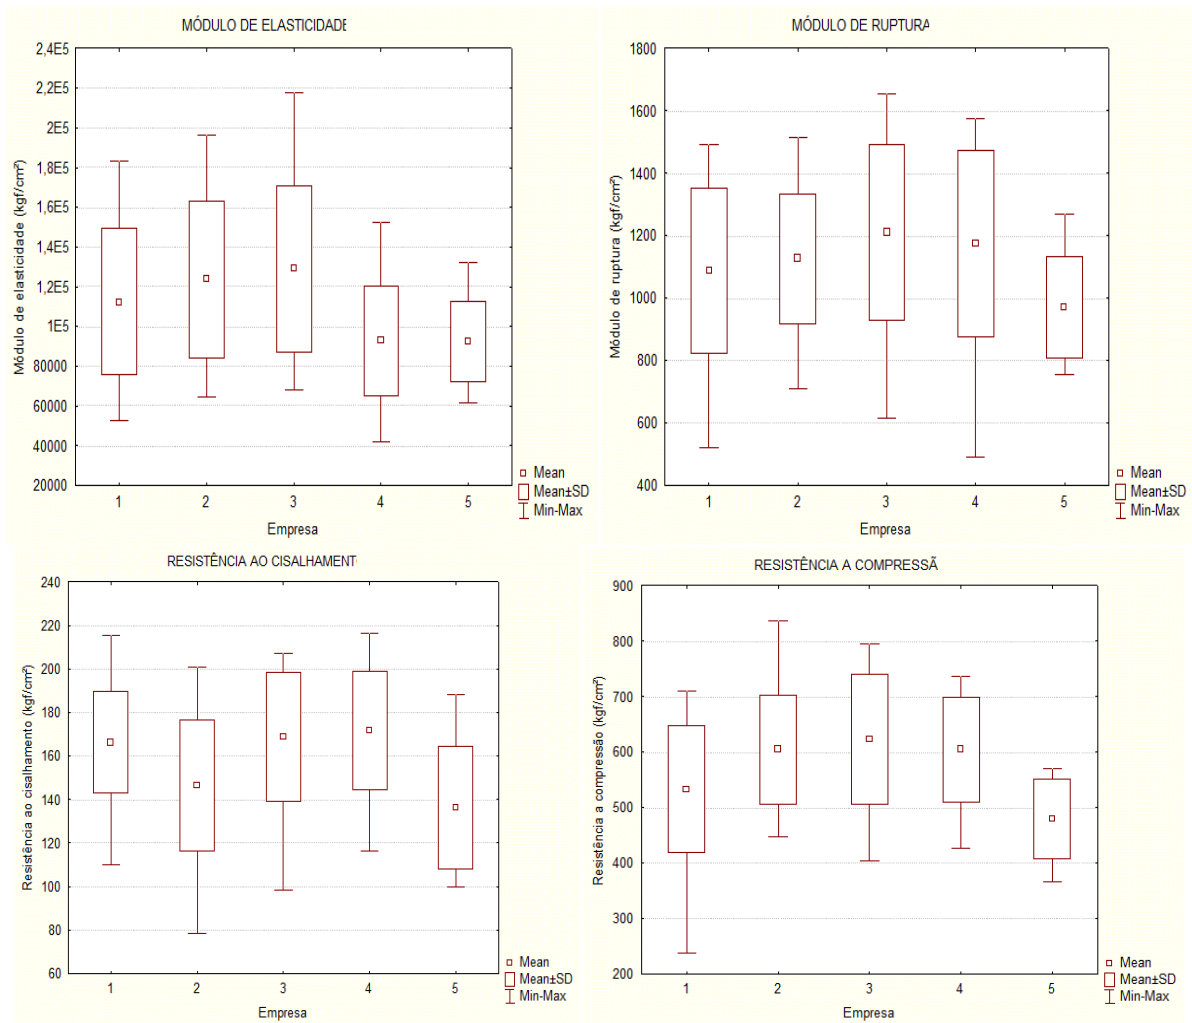 MÓDULO DE ELASTICIDADE
Módulo de elasticidade (kgf/cm²)
2,4E5
2,2E5
2E5
1,8E5
1,6E5
1,4E5
1,2E5
1E5
80000
60000
40000
20000
1 2 3 4 5
Empresa
Mean
Mean±SD
Min-Max
MÓDULO DE RUPTURA
Módulo de ruptura (kgf/cm²)
1800
1600
1400
1200
1000
800
600
400
1 2 3 4 5
Empresa
Mean
Mean±SD
Min-Max
RESISTÊNCIA AO CISALHAMENT
Resistência ao cisalhamento (kgf/cm²)
240
220
200
180
160
140
120
100
80
60
1 2 3 4 5
Empresa
Mean
Mean±SD
Min-Max
RESISTÊNCIA A COMPRESSÃ
Resistência a compressão (kgf/cm²)
900
800
700
600
500
400
300
200
1 2 3 4 5
Empresa
Mean
Mean±SD
Min-Max